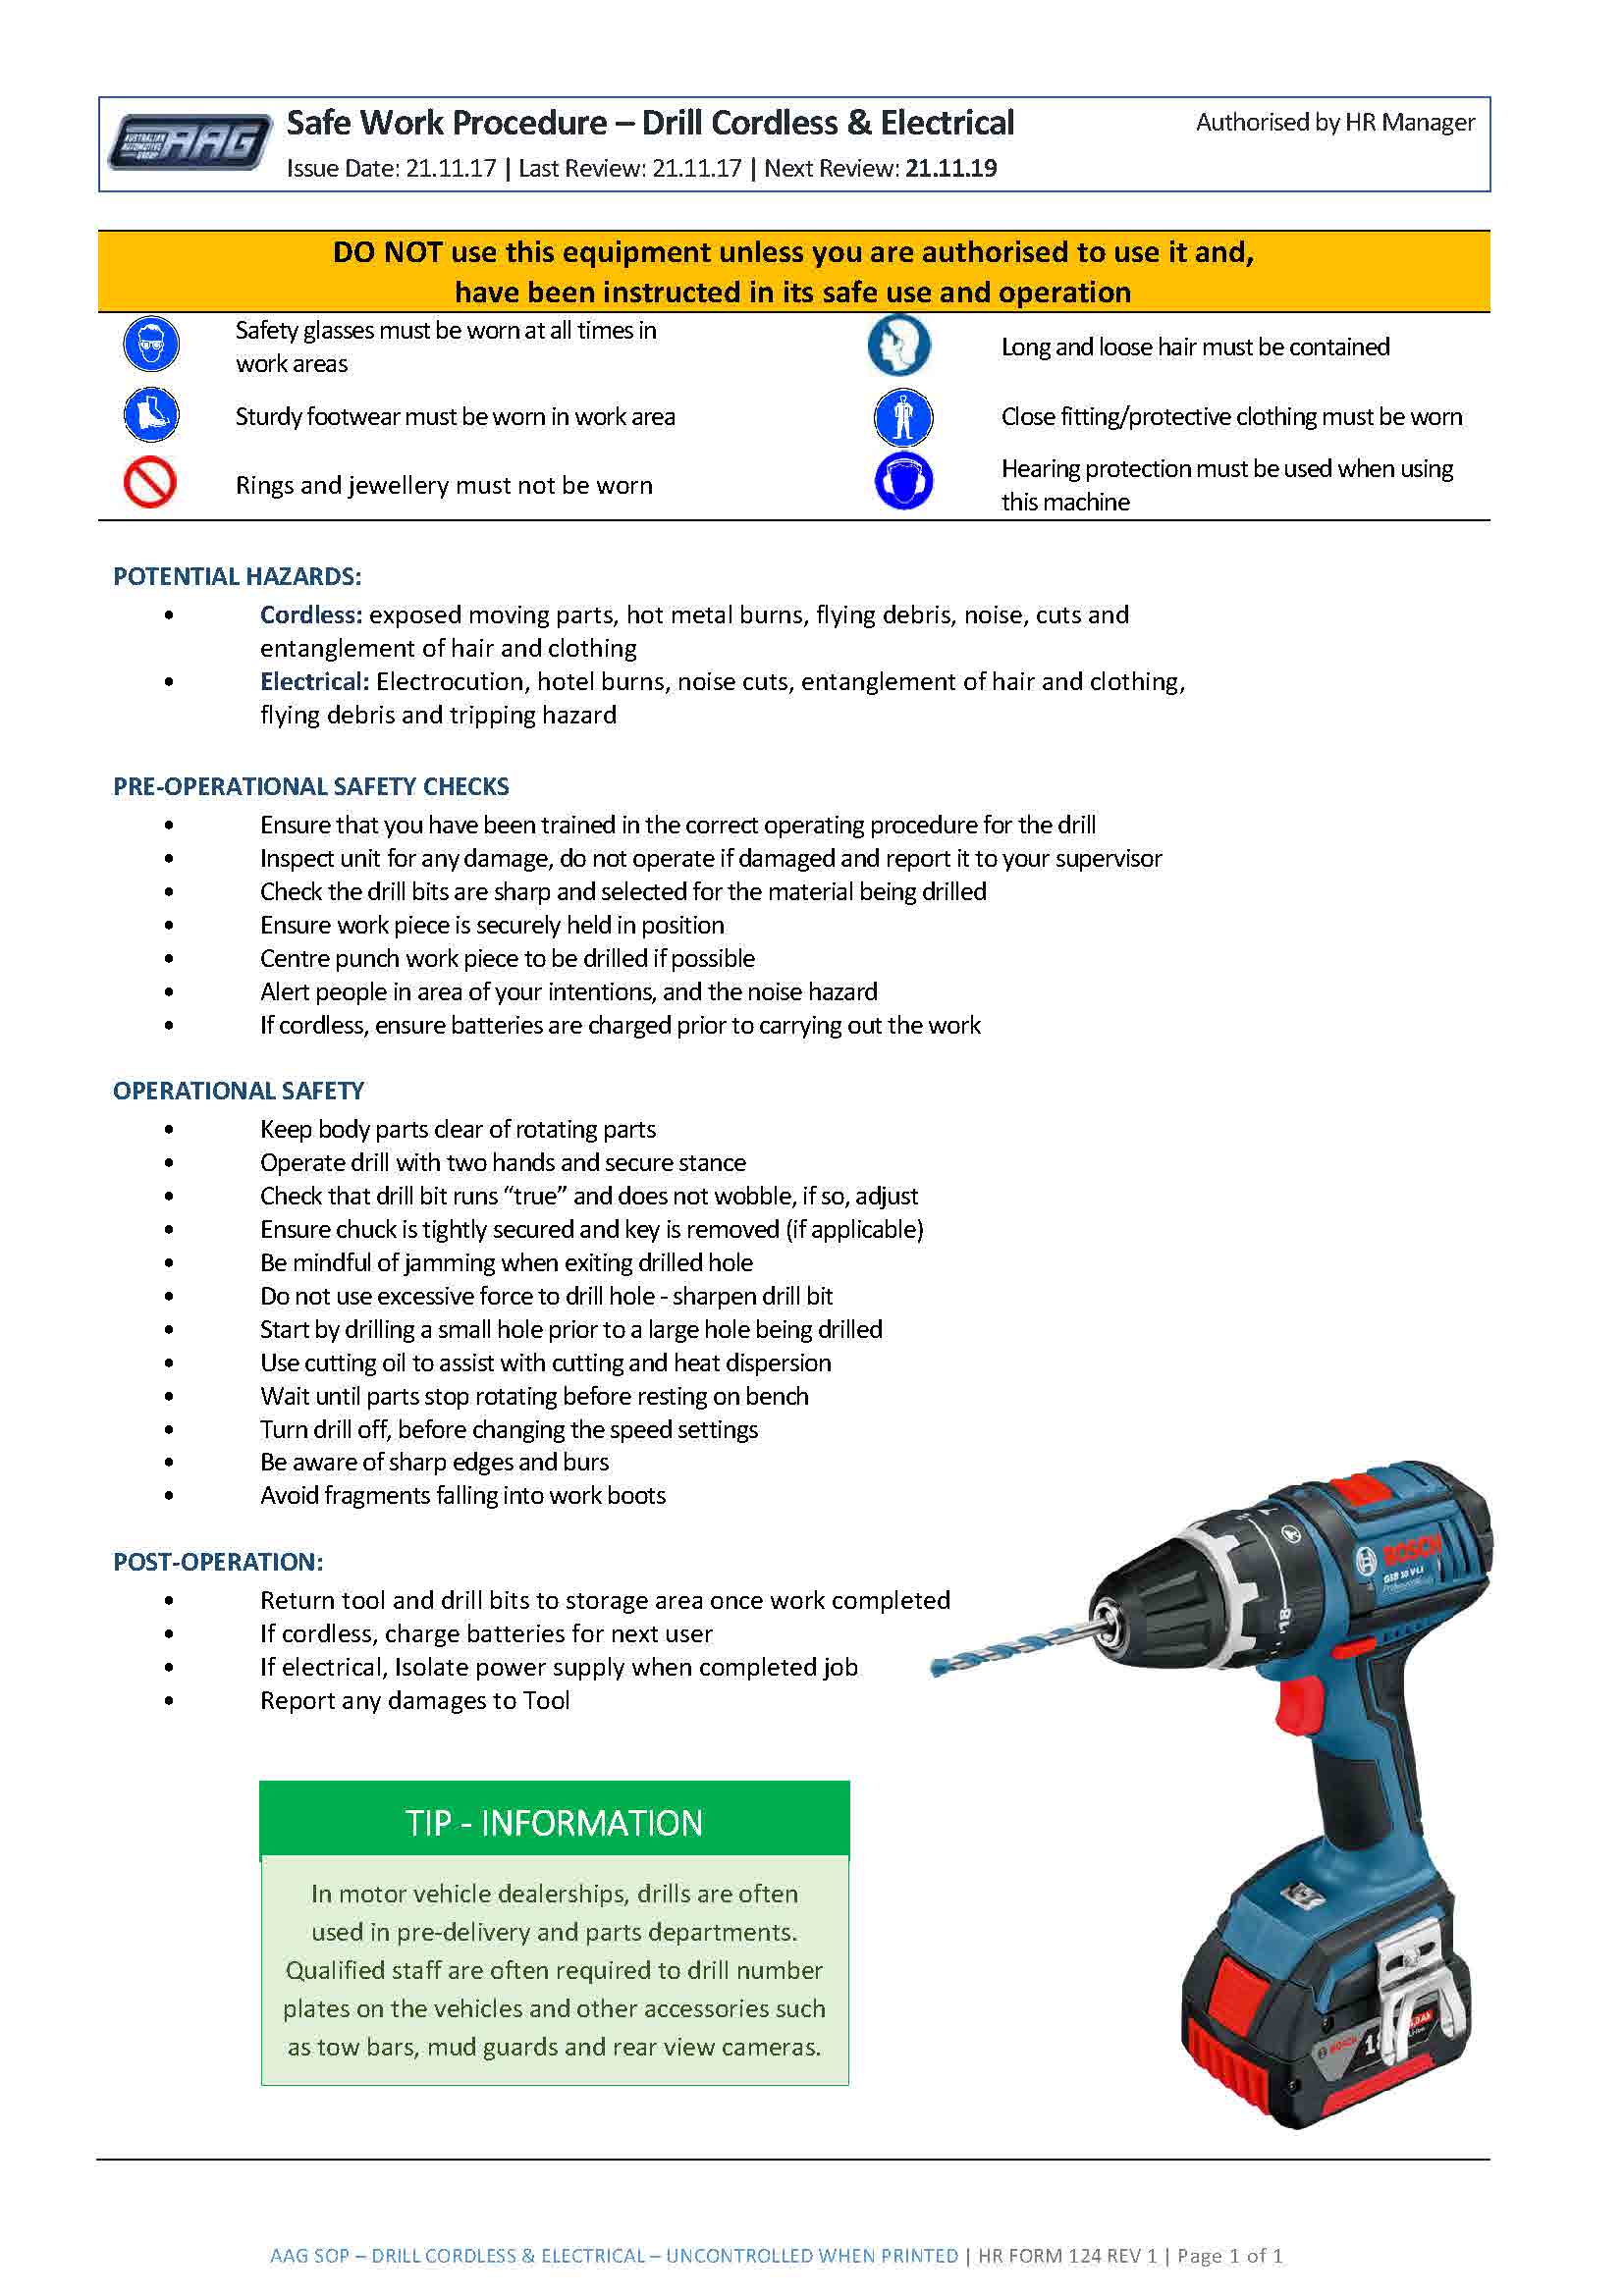 AUSTRALIAN
AUTOMOTIVE
GROUP
AAG
Safe Work Procedure – Drill Cordless & Electrical
Authorised by HR Manager
Issue Date: 21.11.17 | Last Review: 21.11.17 | Next Review: 21.11.19
DO NOT use this equipment unless you are authorised to use it and,
have been instructed in its safe use and operation
Safety glasses must be worn at all times in
work areas
Long and loose hair must be contained
Sturdy footwear must be worn in work area
Close fitting/protective clothing must be worn
Rings and jewellery must not be worn
Hearing protection must be used when using
this machine
POTENTIAL HAZARDS:
• Cordless: exposed moving parts, hot metal burns, flying debris, noise, cuts and
entanglement of hair and clothing
• Electrical: Electrocution, hotel burns, noise cuts, entanglement of hair and clothing,
flying debris and tripping hazard
PRE-OPERATIONAL SAFETY CHECKS
• Ensure that you have been trained in the correct operating procedure for the drill
• Inspect unit for any damage, do not operate if damaged and report it to your supervisor
• Check the drill bits are sharp and selected for the material being drilled
• Ensure work piece is securely held in position
• Centre punch work piece to be drilled if possible
• Alert people in area of your intentions, and the noise hazard
• If cordless, ensure batteries are charged prior to carrying out the work
OPERATIONAL SAFETY
• Keep body parts clear of rotating parts
• Operate drill with two hands and secure stance
• Check that drill bit runs “true” and does not wobble, if so, adjust
• Ensure chuck is tightly secured and key is removed (if applicable)
• Be mindful of jamming when exiting drilled hole
• Do not use excessive force to drill hole - sharpen drill bit
• Start by drilling a small hole prior to a large hole being drilled
• Use cutting oil to assist with cutting and heat dispersion
• Wait until parts stop rotating before resting on bench
• Turn drill off, before changing the speed settings
• Be aware of sharp edges and burs
• Avoid fragments falling into work boots
POST-OPERATION:
• Return tool and drill bits to storage area once work completed
• If cordless, charge batteries for next user
• If electrical, Isolate power supply when completed job
• Report any damages to Tool
BOSCH
Professional
18
BOSCH
TIP - INFORMATION
In motor vehicle dealerships, drills are often
used in pre-delivery and parts departments.
Qualified staff are often required to drill number
plates on the vehicles and other accessories such
as tow bars, mud guards and rear view cameras.
AAG SOP – DRILL CORDLESS & ELECTRICAL – UNCONTROLLED WHEN PRINTED | HR FORM 124 REV 1 | Page 1 of 1